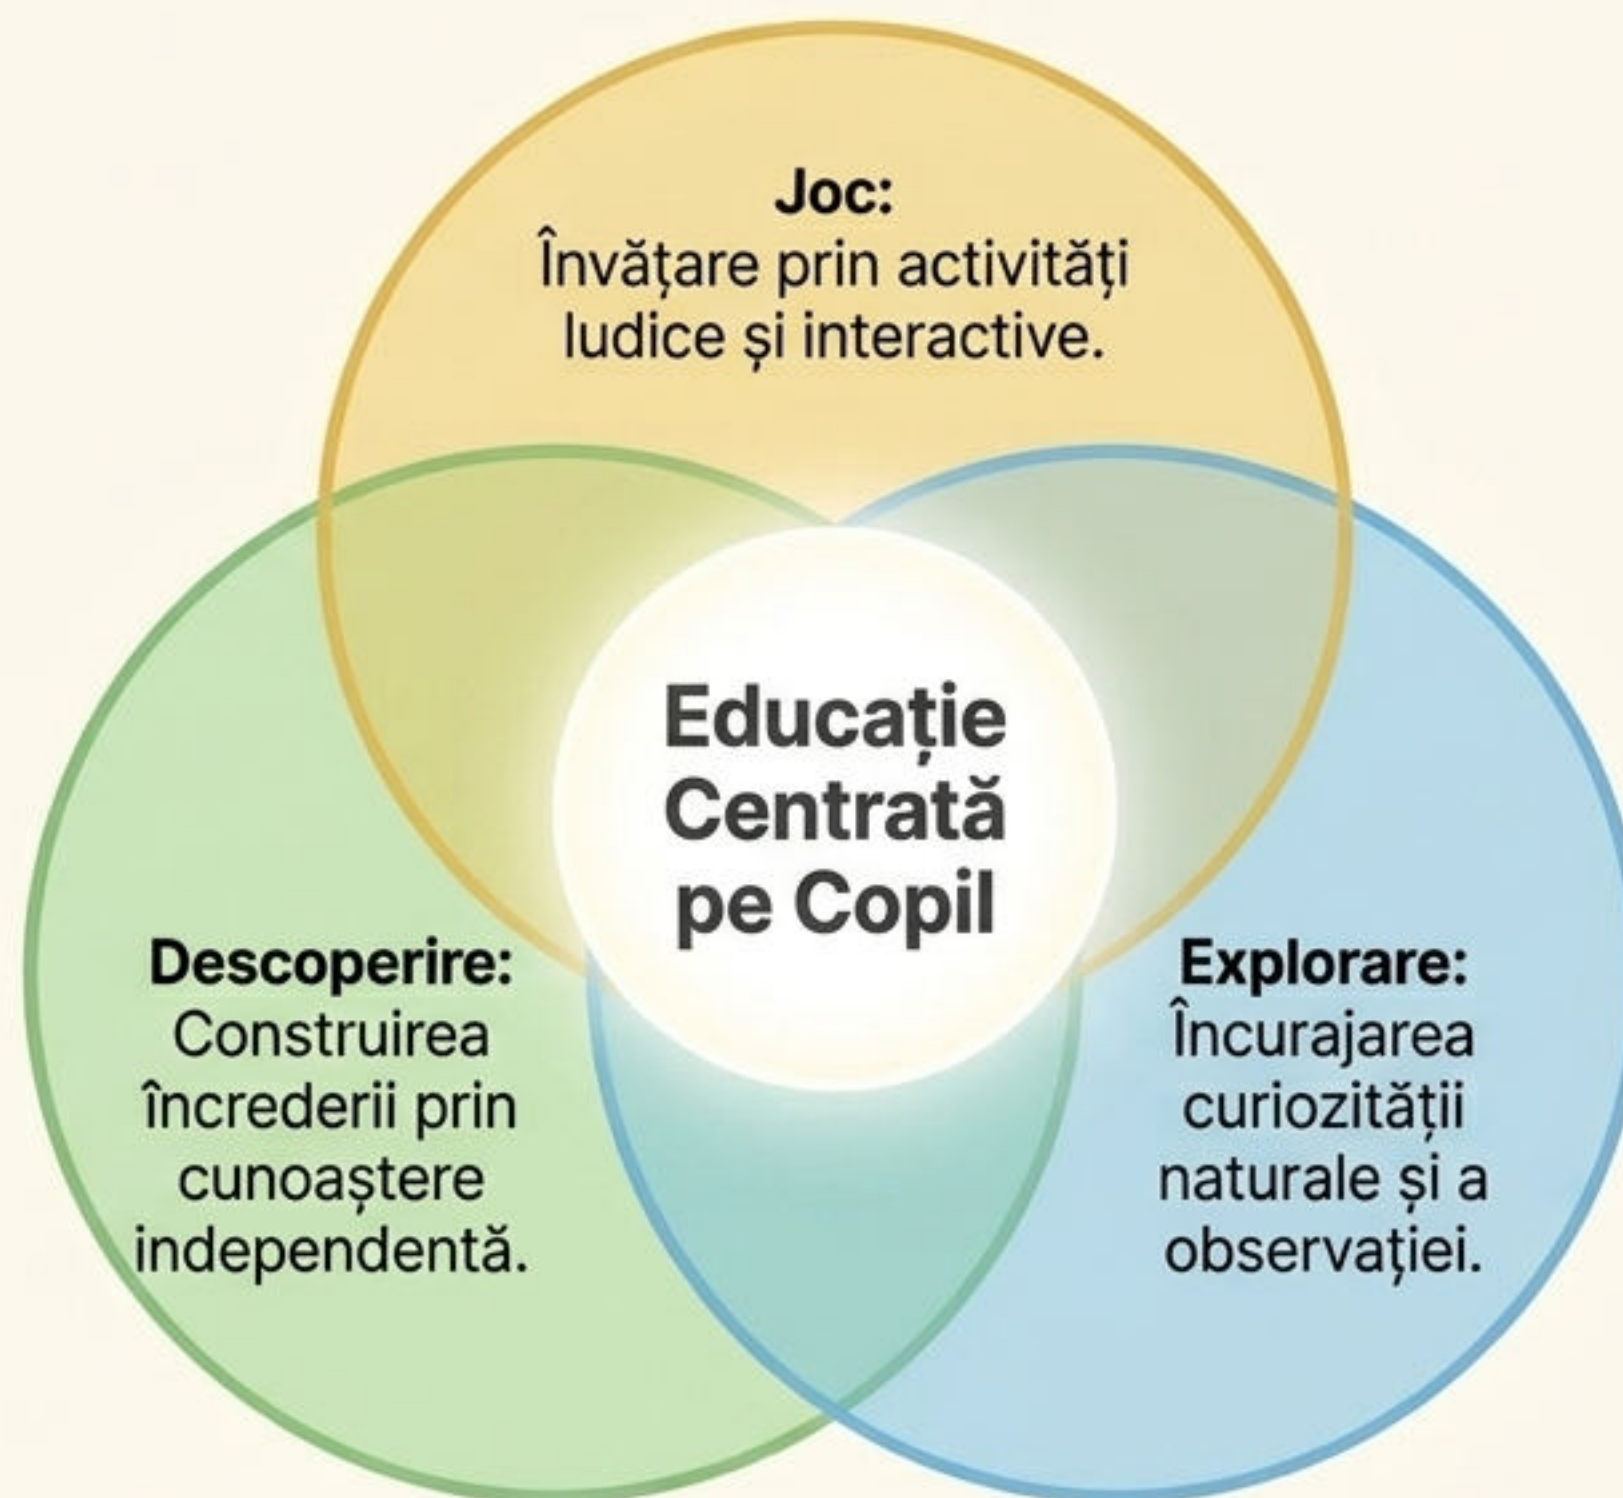 Joc:
Învățare prin activități
ludice și interactive.
Educație
Centrată
pe Copil
Descoperire:
Construirea
încrederii prin
cunoaștere
independentă.
Explorare:
Încurajarea
curiozității
naturale și a
observației.